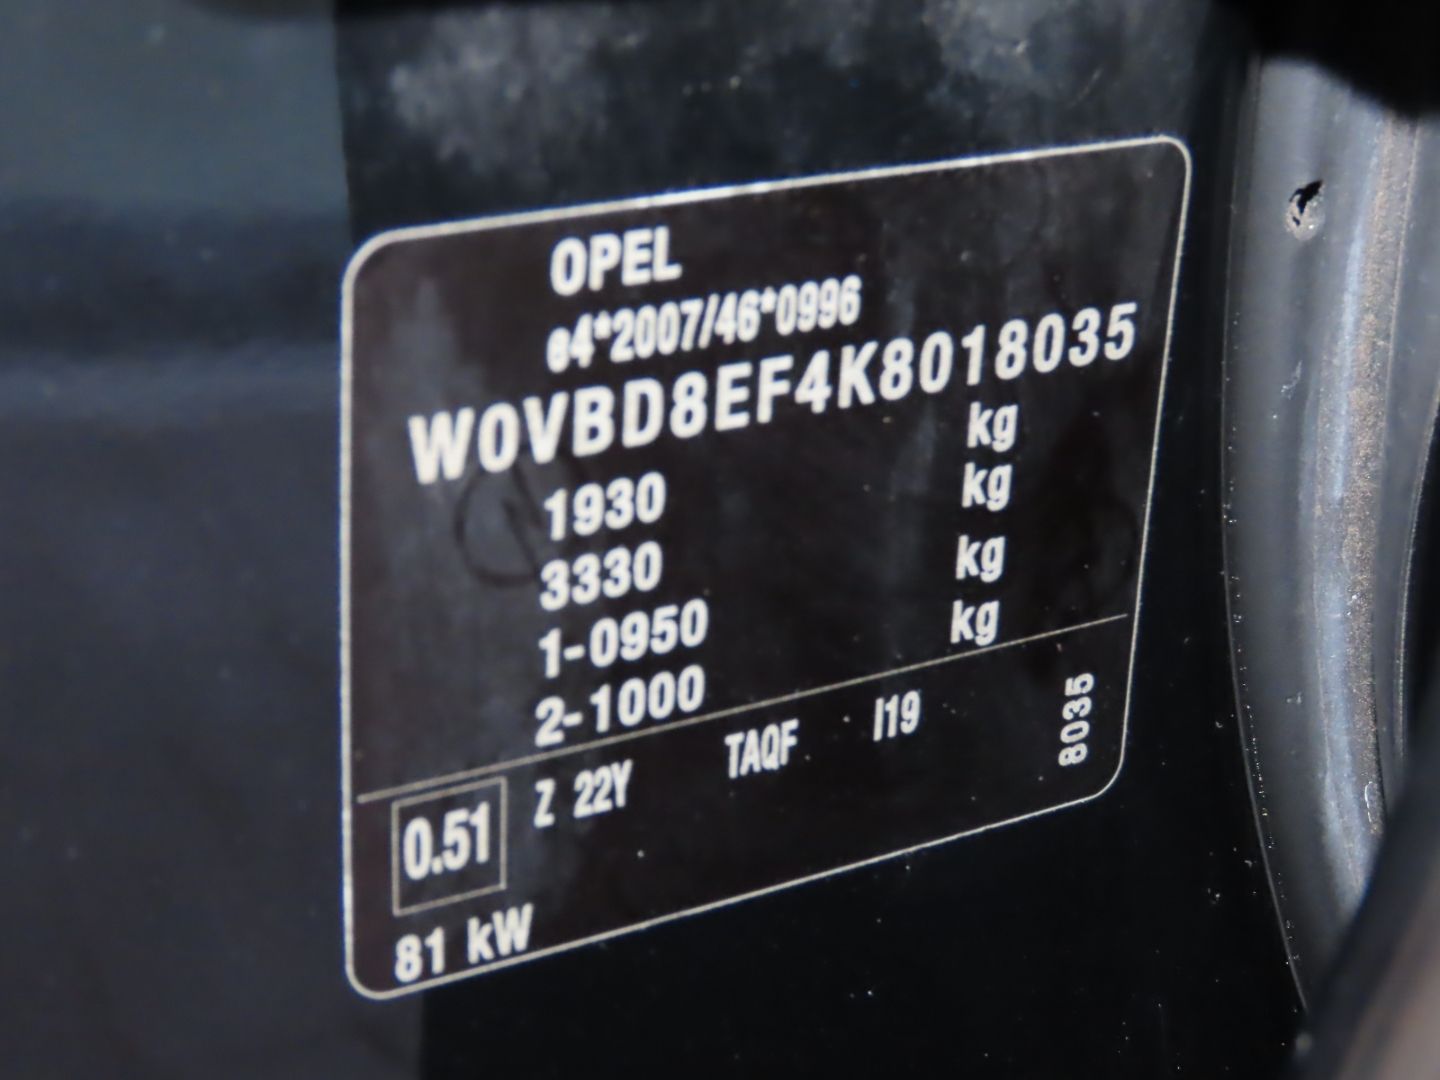 OPEL
e4*2007/46*0996
W0VBD8EF4K8018035
1930 kg
3330 kg
1-0950 kg
2-1000 kg
0.51 Z 22Y TAQF I19 8035
81 kW